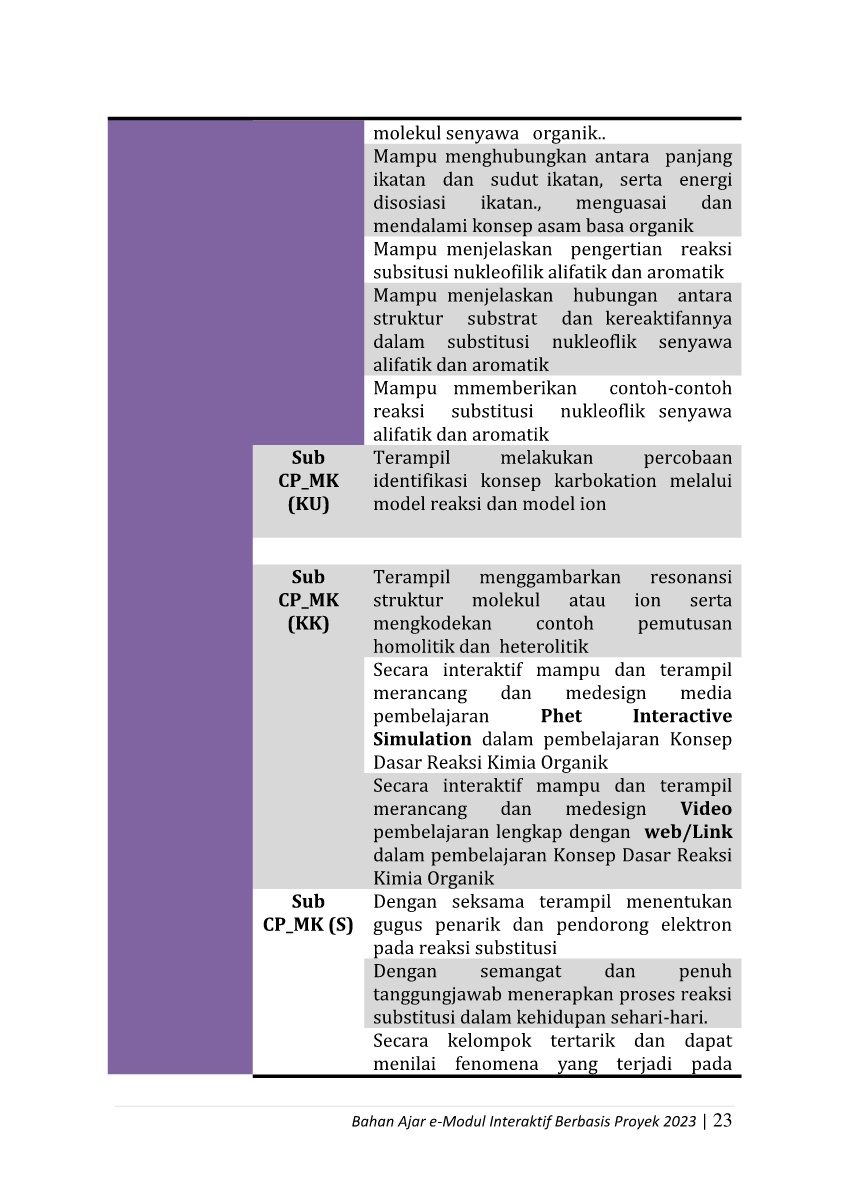 molekul senyawa organik..
Mampu menghubungkan antara panjang
ikatan dan sudut ikatan, serta energi
disosiasi ikatan., menguasai dan
mendalami konsep asam basa organik
Mampu menjelaskan pengertian reaksi
subsitusi nukleofilik alifatik dan aromatik
Mampu menjelaskan hubungan antara
struktur substrat dan kereaktifannya
dalam substitusi nukleoflik senyawa
alifatik dan aromatik
Mampu mmemberikan contoh-contoh
reaksi substitusi nukleoflik senyawa
alifatik dan aromatik
Sub
CP_MK
(KU)
Terampil melakukan percobaan
identifikasi konsep karbokation melalui
model reaksi dan model ion
Sub
CP_MK
(KK)
Terampil menggambarkan resonansi
struktur molekul atau ion serta
mengkodekan contoh pemutusan
homolitik dan heterolitik
Secara interaktif mampu dan terampil
merancang dan medesign media
pembelajaran Phet Interactive
Simulation dalam pembelajaran Konsep
Dasar Reaksi Kimia Organik
Secara interaktif mampu dan terampil
merancang dan medesign Video
pembelajaran lengkap dengan web/Link
dalam pembelajaran Konsep Dasar Reaksi
Kimia Organik
Sub
CP_MK (S)
Dengan seksama terampil menentukan
gugus penarik dan pendorong elektron
pada reaksi substitusi
Dengan semangat dan penuh
tanggungjawab menerapkan proses reaksi
substitusi dalam kehidupan sehari-hari.
Secara kelompok tertarik dan dapat
menilai fenomena yang terjadi pada
Bahan Ajar e-Modul Interaktif Berbasis Proyek 2023 | 23